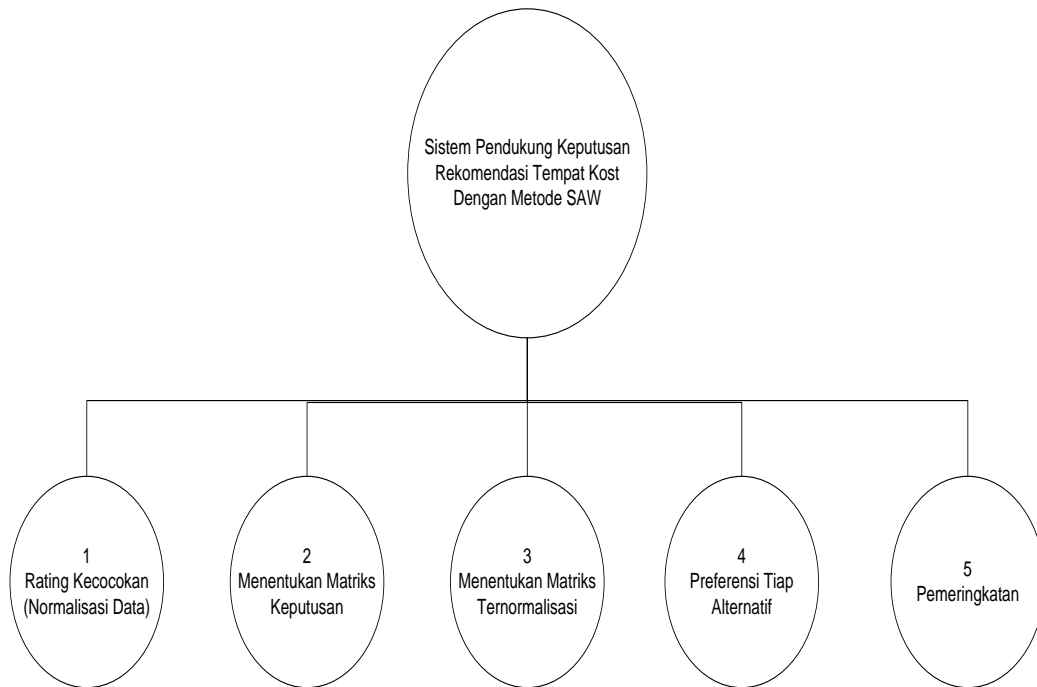 Sistem Pendukung Keputusan
Rekomendasi Tempat Kost
Dengan Metode SAW
1
Rating Kecocokan
(Normalisasi Data)
2
Menentukan Matriks
Keputusan
3
Menentukan Matriks
Ternormalisasi
4
Preferensi Tiap
Alternatif
5
Pemeringkatan